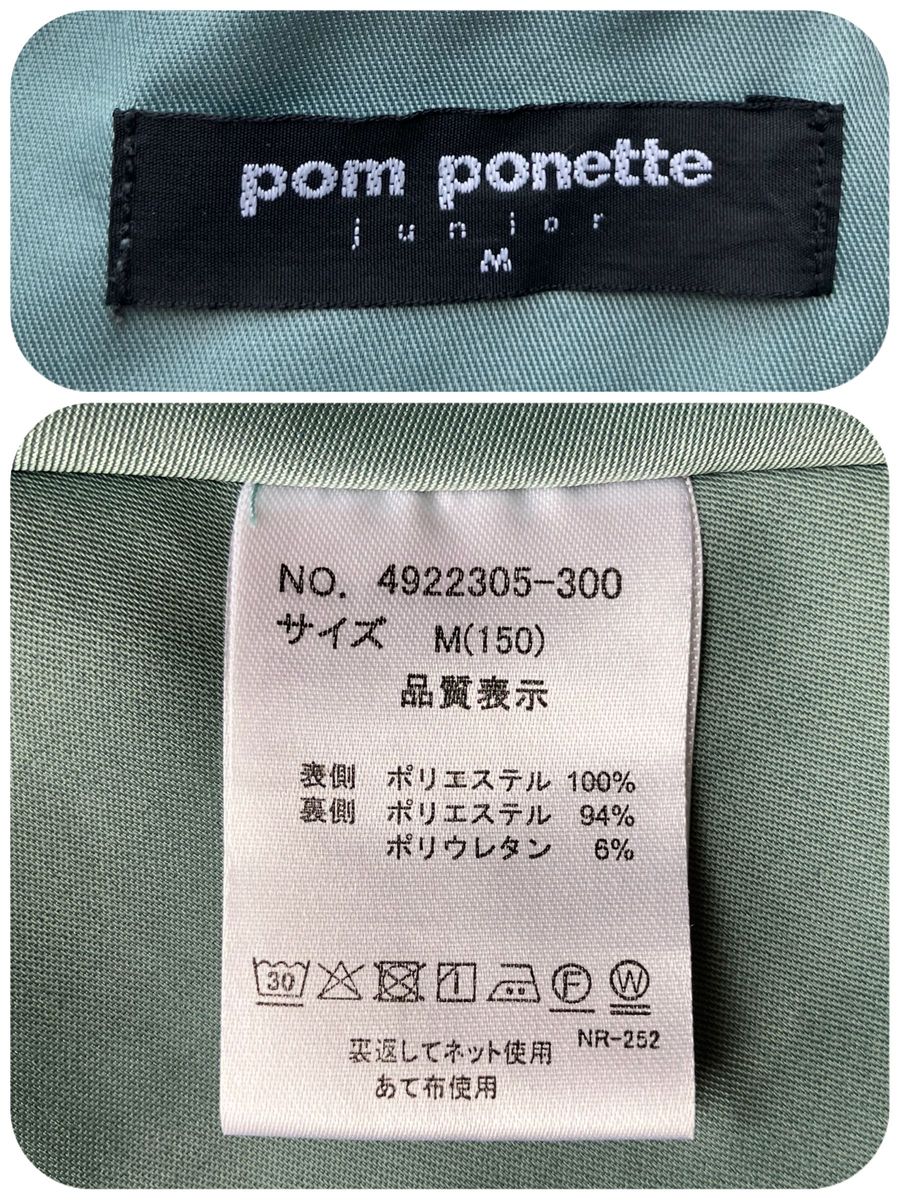 pom ponette
junior
M
NO. 4922305-300
サイズ M(150)
品質表示
表側 ポリエステル 100%
裏側 ポリエステル 94%
ポリウレタン 6%
30 1 F W
NR-252
裏返してネット使用
あて布使用